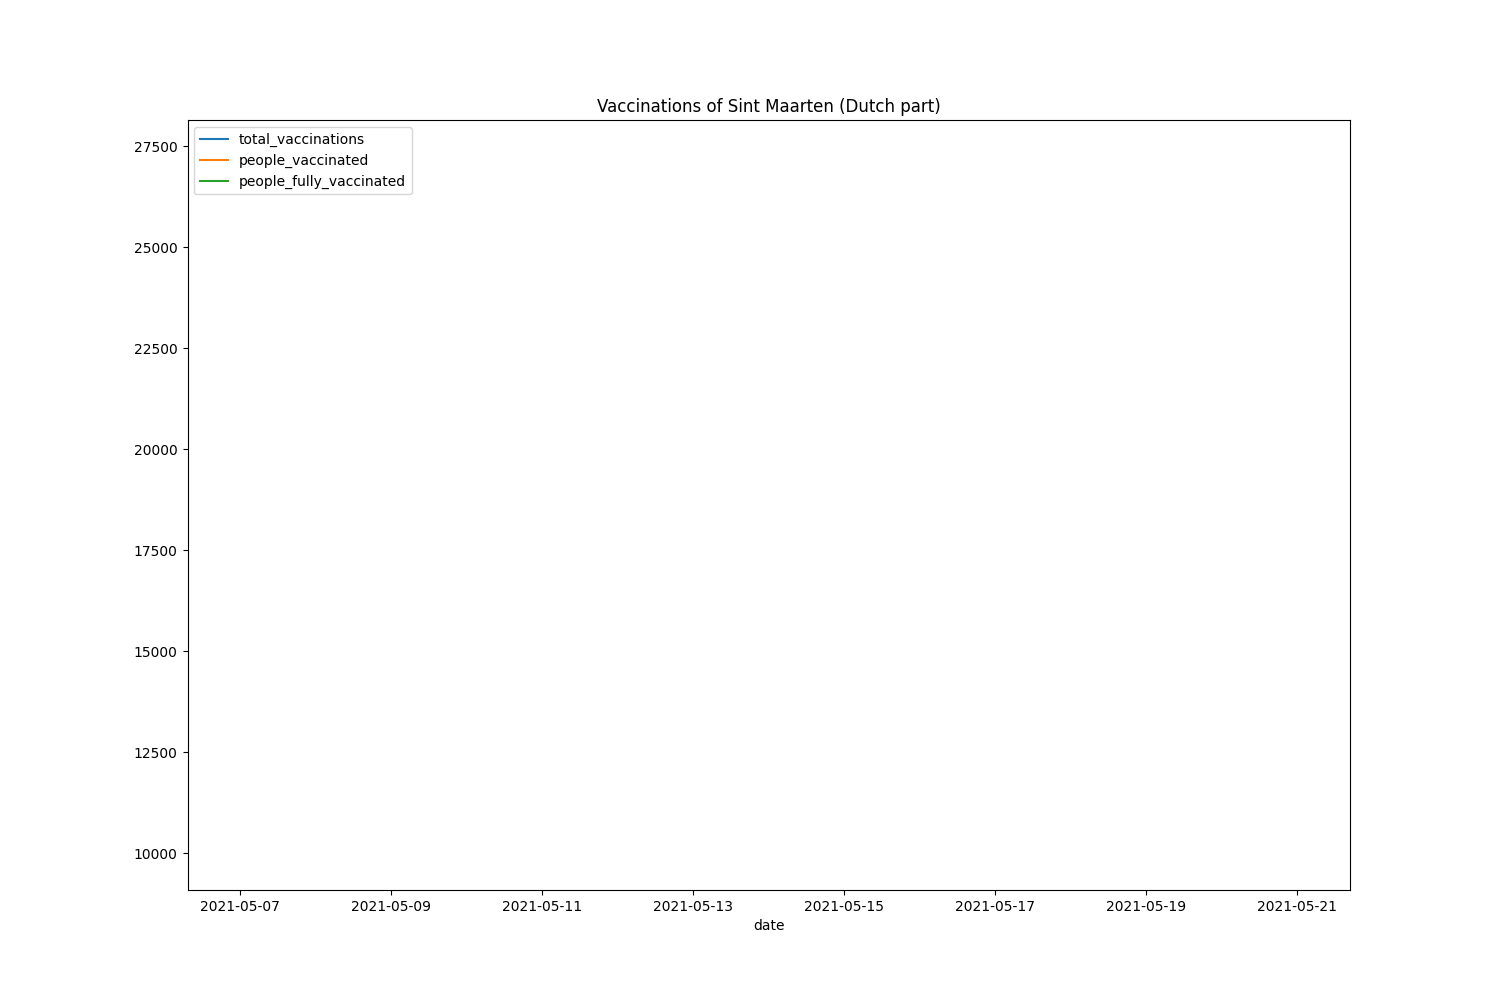 Vaccinations of Sint Maarten (Dutch part)
total_vaccinations
people_vaccinated
people_fully_vaccinated
27500
25000
22500
20000
17500
15000
12500
10000
2021-05-07 2021-05-09 2021-05-11 2021-05-13 2021-05-15 2021-05-17 2021-05-19 2021-05-21
date